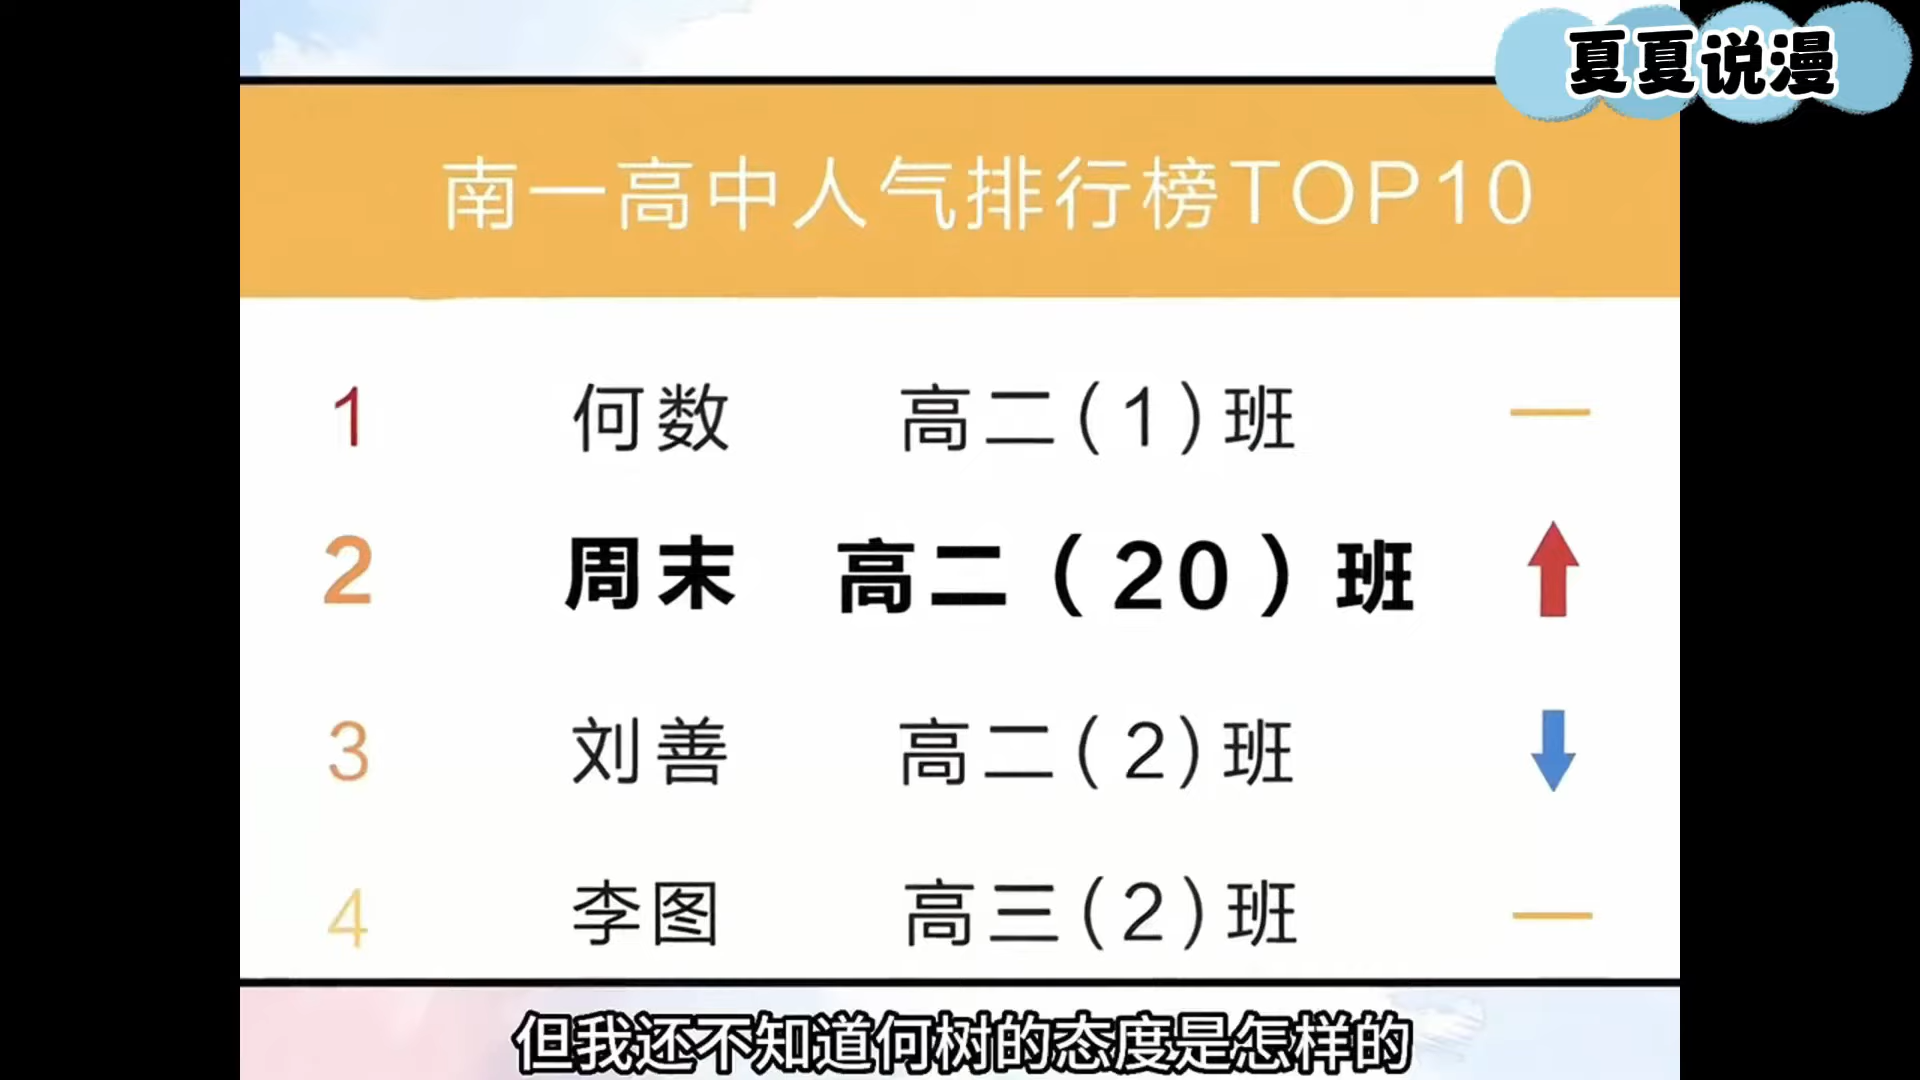 夏夏说漫
南一高中人气排行榜TOP10
1 何数 高二(1)班 —
2 周末 高二(20)班
3 刘善 高二(2)班
4 李图 高三(2)班 —
但我还不知道何树的态度是怎样的